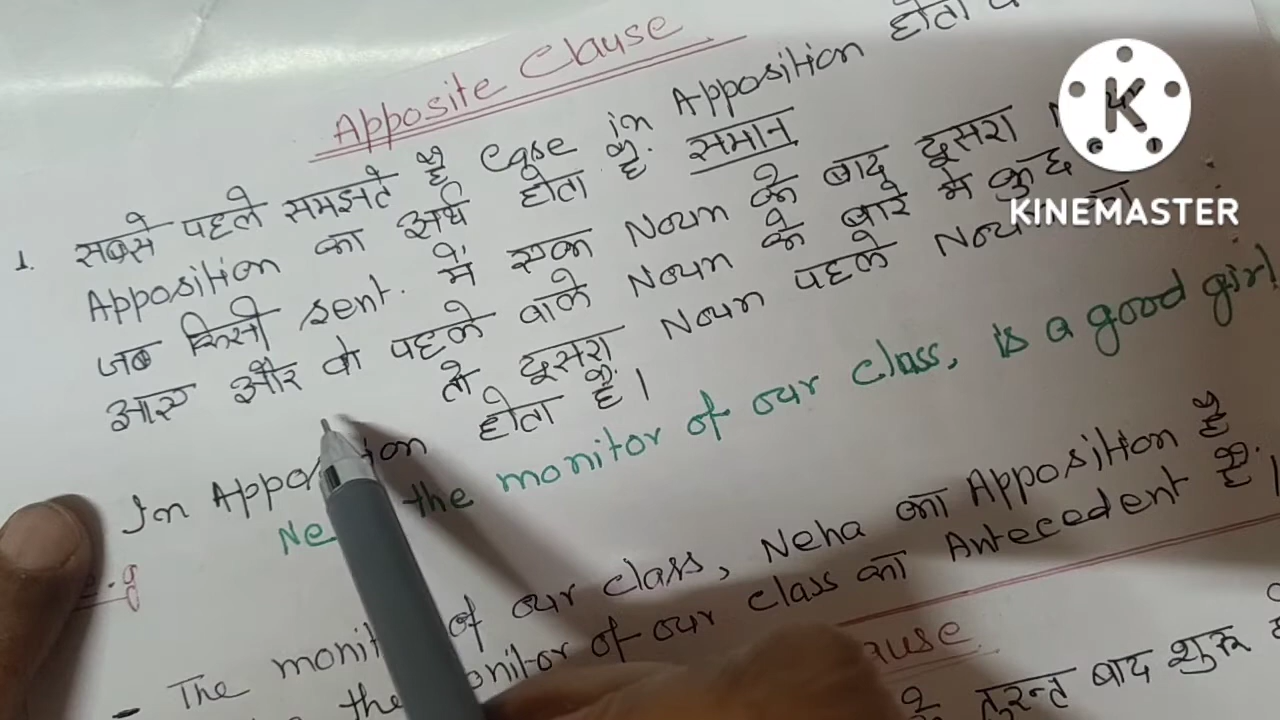 Apposite Clause
1. सबसे पहले समझते है Case in Apposition होता
Apposition का अर्थ होता है. समान
जब किसी sent. में एक Noun के बाद दूसरा
आए और वो पहले वाले Noun के बारे मे कुछ
तो दूसरा Noun पहले Noun का
In Apposition होता है।
e.g
the monitor of our class, is a good girl
- The of our class, Neha का Apposition है
the monitor of our class का Antecedent है.
तुरन्त बाद शुरू
K
KINEMASTER